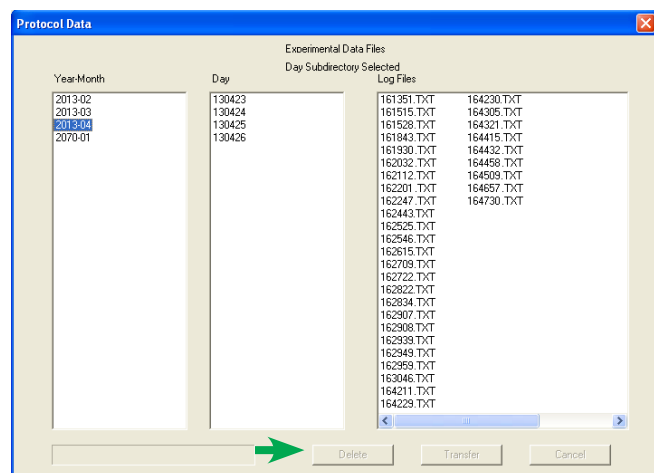 Protocol Data
Experimental Data Files
Day Subdirectory Selected
Year-Month
2013-02
2013-03
2013-04
2070-01
Day
130423
130424
130425
130426
Log Files
161351.TXT
161515.TXT
161528.TXT
161843.TXT
161930.TXT
162032.TXT
162112.TXT
162201.TXT
162247.TXT
162443.TXT
162525.TXT
162546.TXT
162615.TXT
162709.TXT
162722.TXT
162822.TXT
162834.TXT
162907.TXT
162908.TXT
162939.TXT
162949.TXT
162959.TXT
163046.TXT
164211.TXT
164229.TXT
164230.TXT
164305.TXT
164321.TXT
164415.TXT
164432.TXT
164458.TXT
164509.TXT
164657.TXT
164730.TXT
Delete
Transfer
Cancel